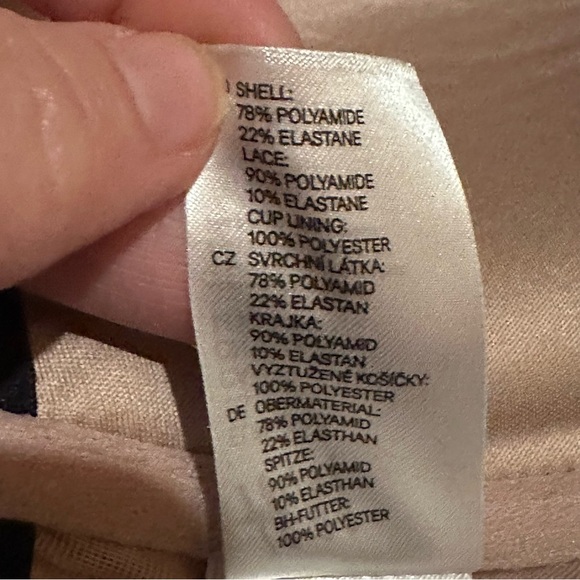 SHELL:
78% POLYAMIDE
22% ELASTANE
LACE:
90% POLYAMIDE
10% ELASTANE
CUP LINING:
100% POLYESTER
CZ SVRCHNÍ LÁTKA:
78% POLYAMID
22% ELASTAN
KRAJKA:
90% POLYAMID
10% ELASTAN
VYZTUŽENÉ KOŠÍČKY:
100% POLYESTER
DE OBERMATERIAL:
78% POLYAMID
22% ELASTHAN
SPITZE:
90% POLYAMID
10% ELASTHAN
BH-FUTTER:
100% POLYESTER